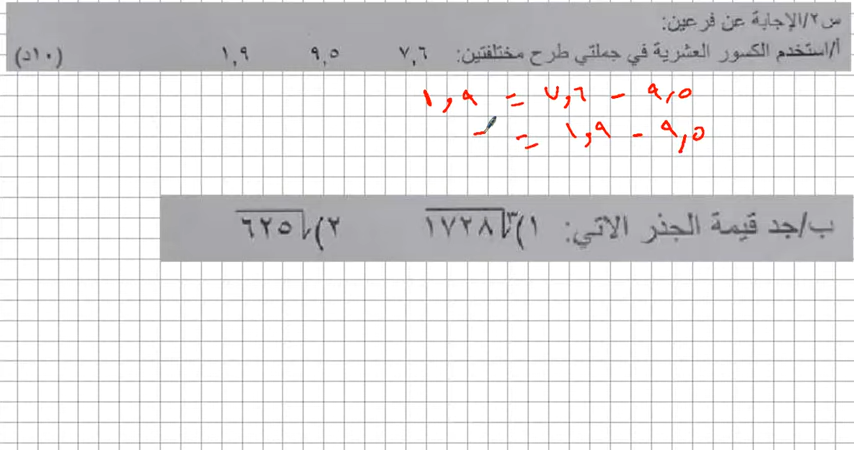 س٢/الإجابة عن فرعين:
أ/استخدم الكسور العشرية في جملتي طرح مختلفتين: ٧,٦ ٩,٥ ١,٩ (١٠د)
٩,٥ - ٧,٦ = ١,٩
٩,٥ - ١,٩ =
ب/جد قيمة الجذر الاتي: ١) ∛١٧٢٨ ٢) √٦٢٥